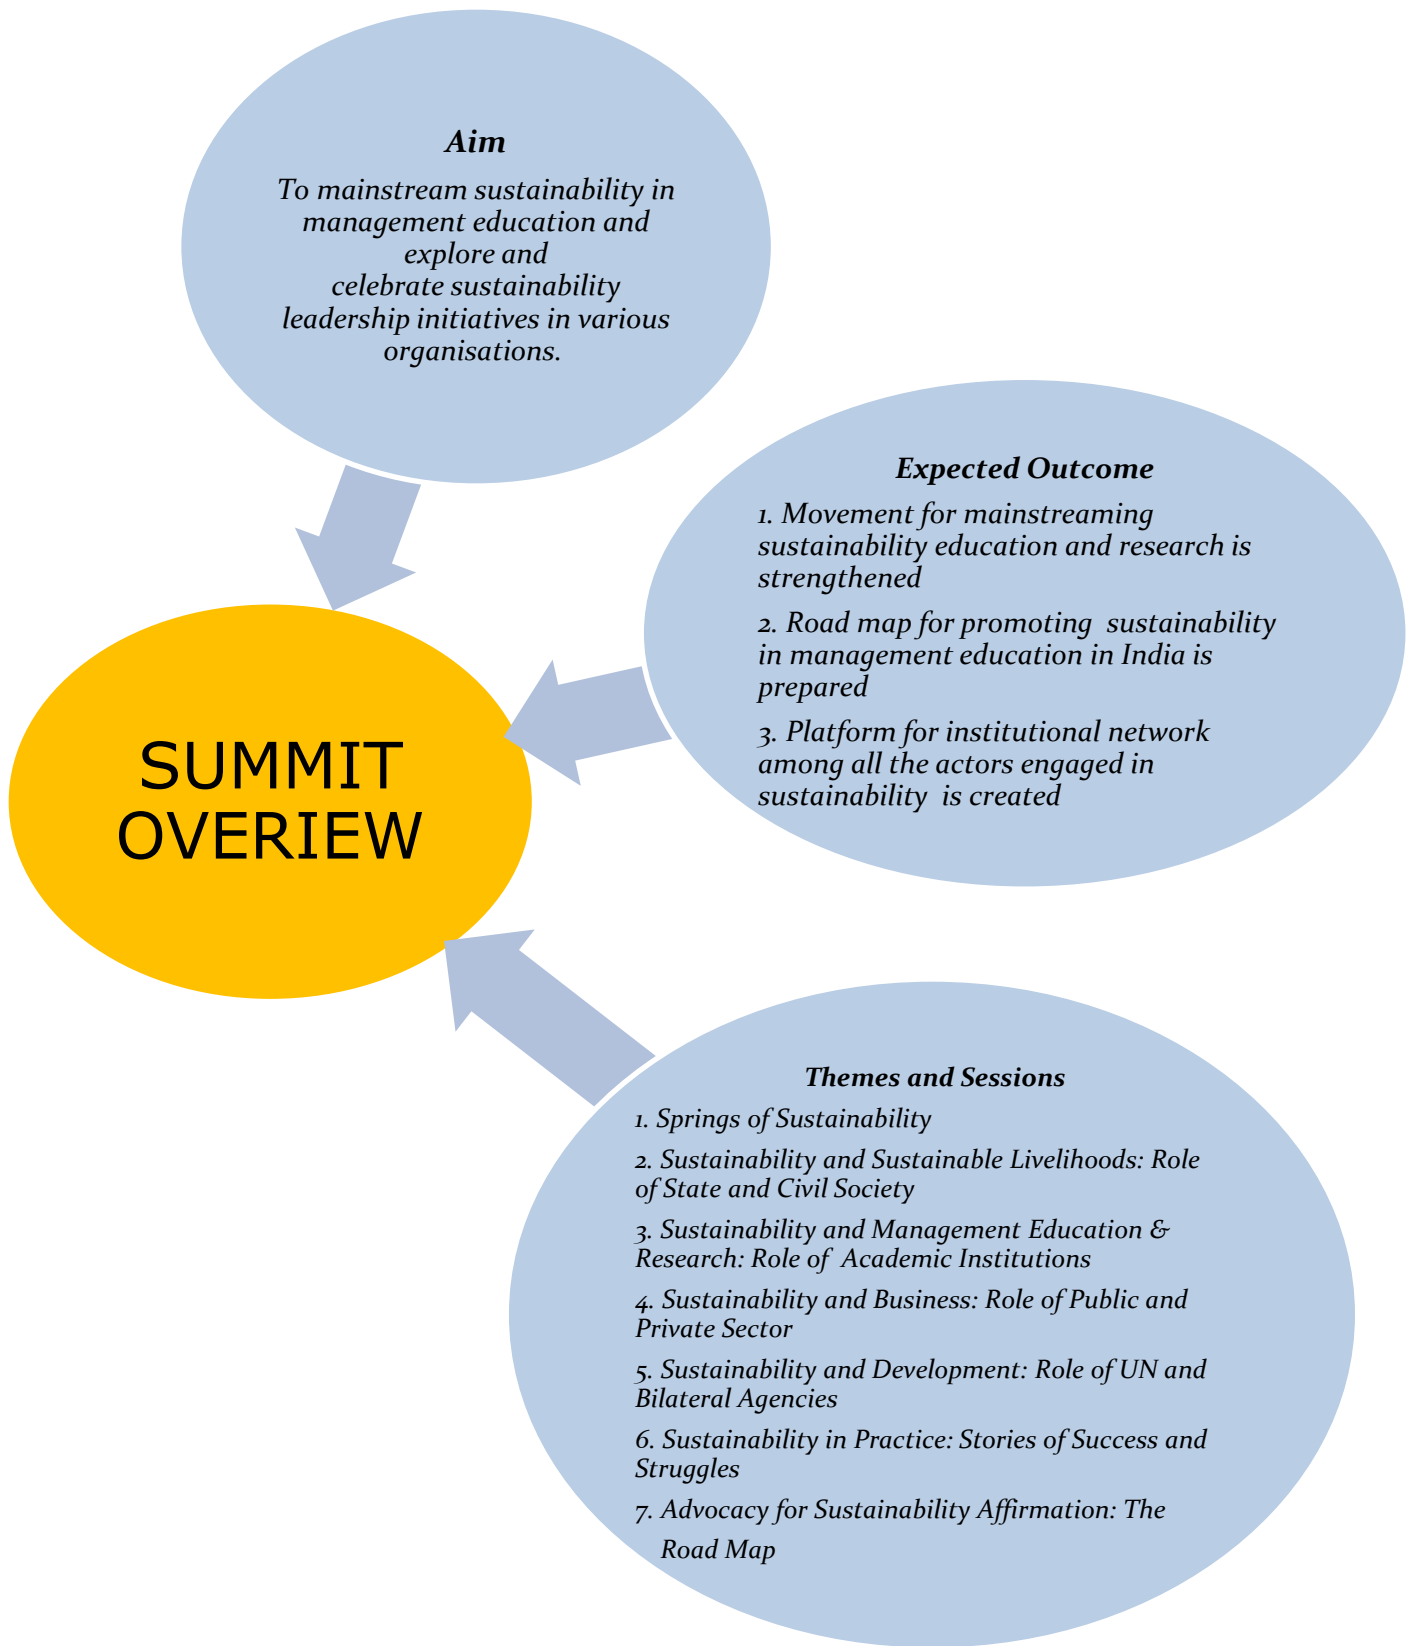 Aim
To mainstream sustainability in
management education and
explore and
celebrate sustainability
leadership initiatives in various
organisations.
Expected Outcome
1. Movement for mainstreaming
sustainability education and research is
strengthened
2. Road map for promoting  sustainability
in management education in India is
prepared
3. Platform for institutional network
among all the actors engaged in
sustainability  is created
SUMMIT
OVERIEW
Themes and Sessions
1. Springs of Sustainability
2. Sustainability and Sustainable Livelihoods: Role
of State and Civil Society
3. Sustainability and Management Education &
Research: Role of  Academic Institutions
4. Sustainability and Business: Role of Public and
Private Sector
5. Sustainability and Development: Role of UN and
Bilateral Agencies
6. Sustainability in Practice: Stories of Success and
Struggles
7. Advocacy for Sustainability Affirmation: The
Road Map